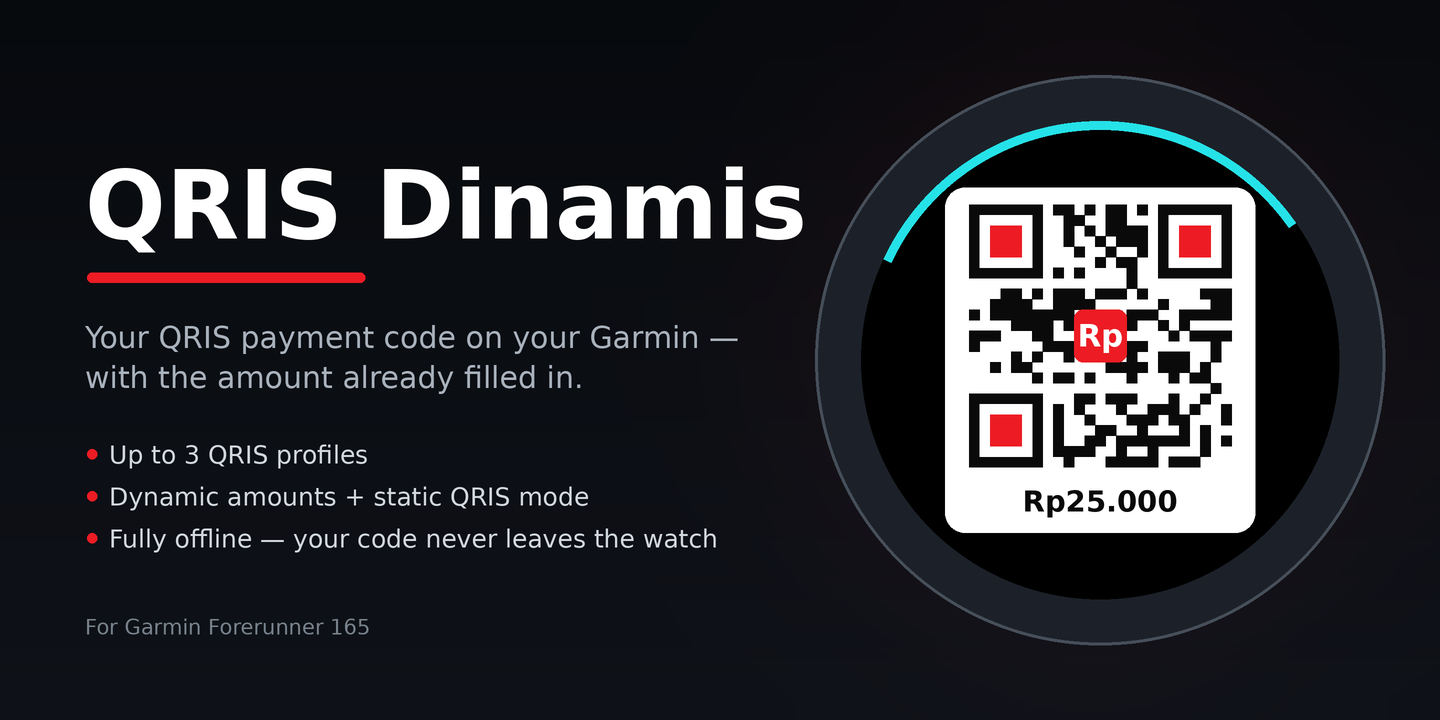 QRIS Dinamis
Your QRIS payment code on your Garmin —
with the amount already filled in.
Up to 3 QRIS profiles
Dynamic amounts + static QRIS mode
Fully offline — your code never leaves the watch
For Garmin Forerunner 165
Rp
Rp25.000